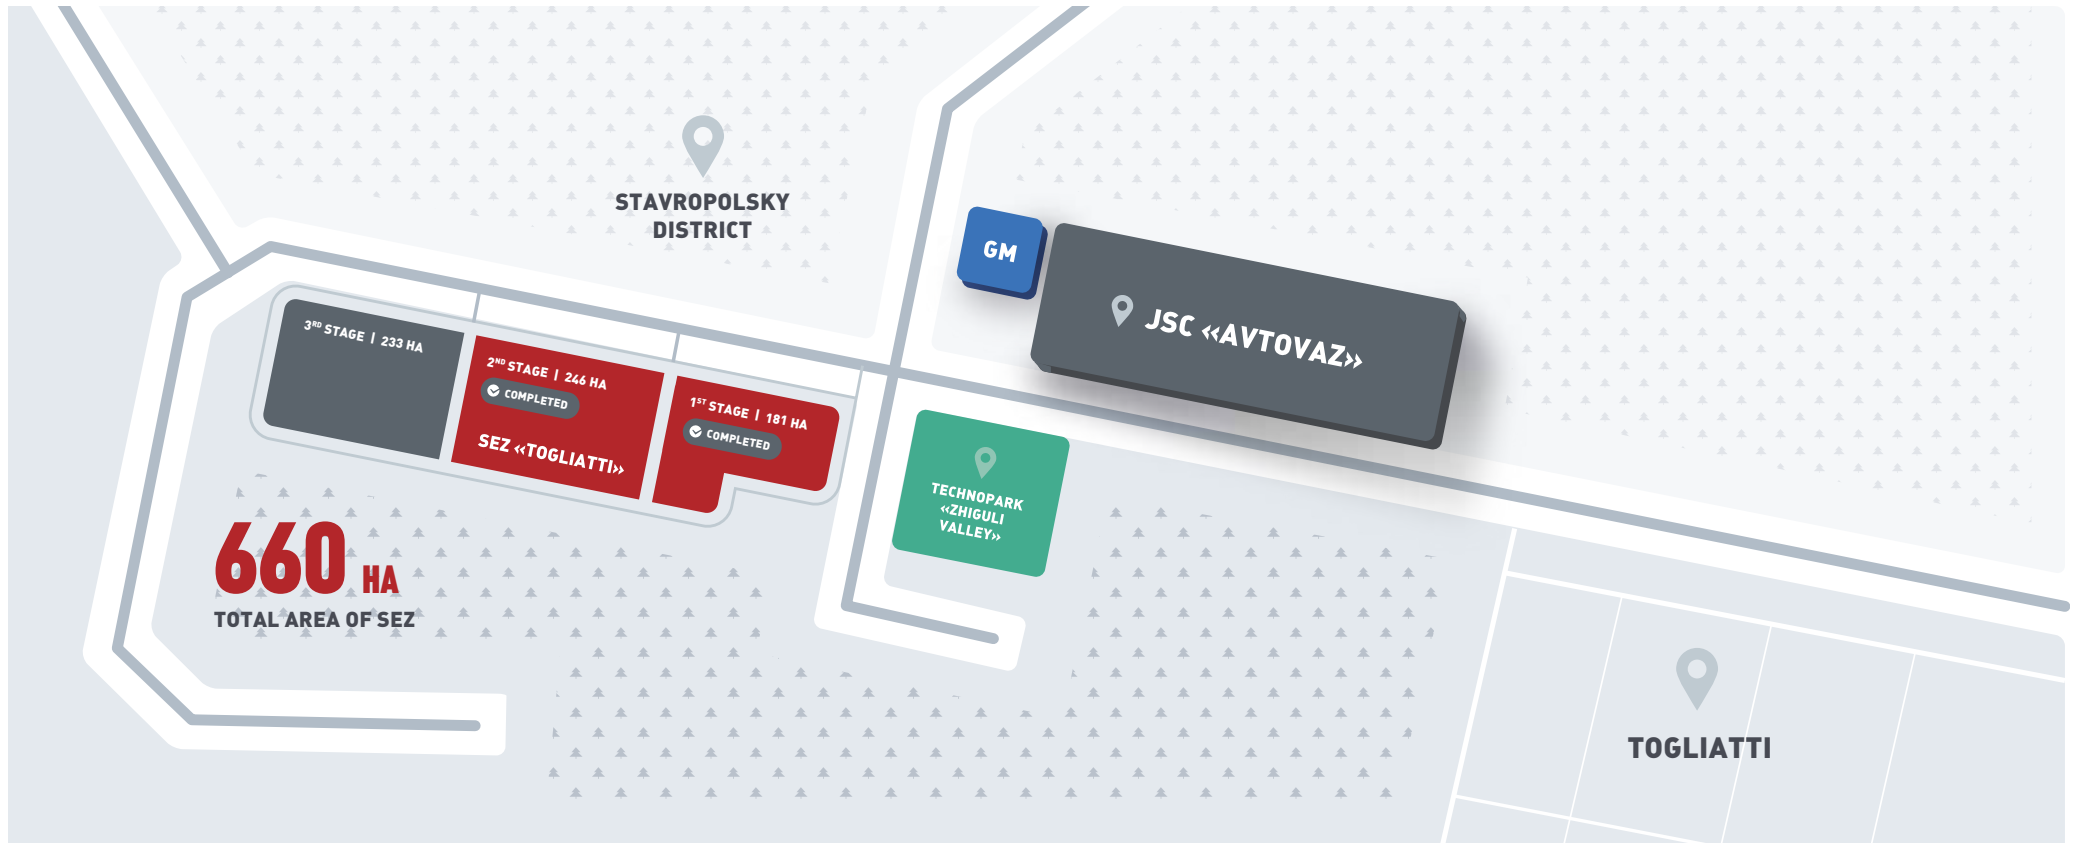 STAVROPOLSKY
DISTRICT
GM
JSC «AVTOVAZ»
3RD STAGE | 233 HA
2ND STAGE | 246 HA
COMPLETED
SEZ «TOGLIATTI»
1ST STAGE | 181 HA
COMPLETED
TECHNOPARK
«ZHIGULI
VALLEY»
660 HA
TOTAL AREA OF SEZ
TOGLIATTI